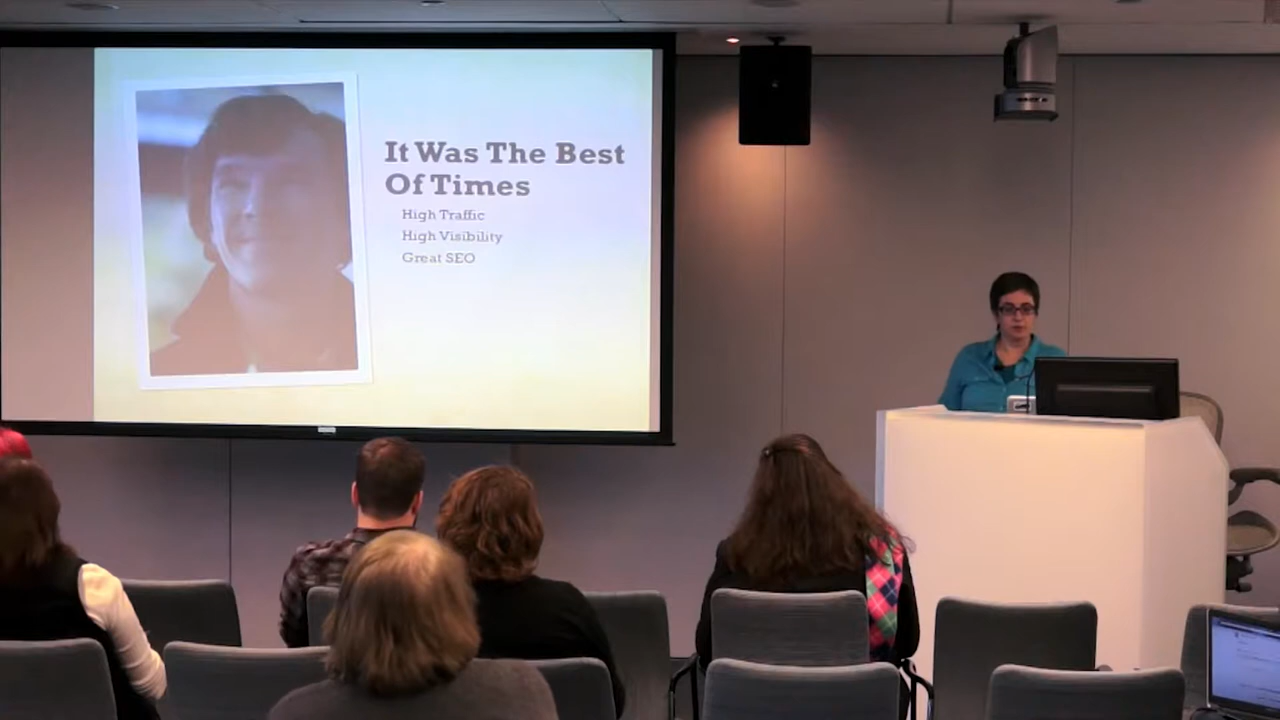 It Was The Best
Of Times
High Traffic
High Visibility
Great SEO